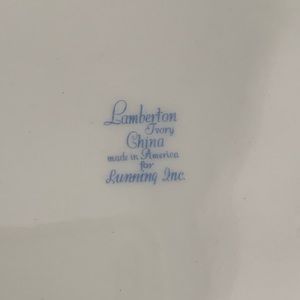 Lamberton
Ivory
China
made in America
for
Lunning Inc.